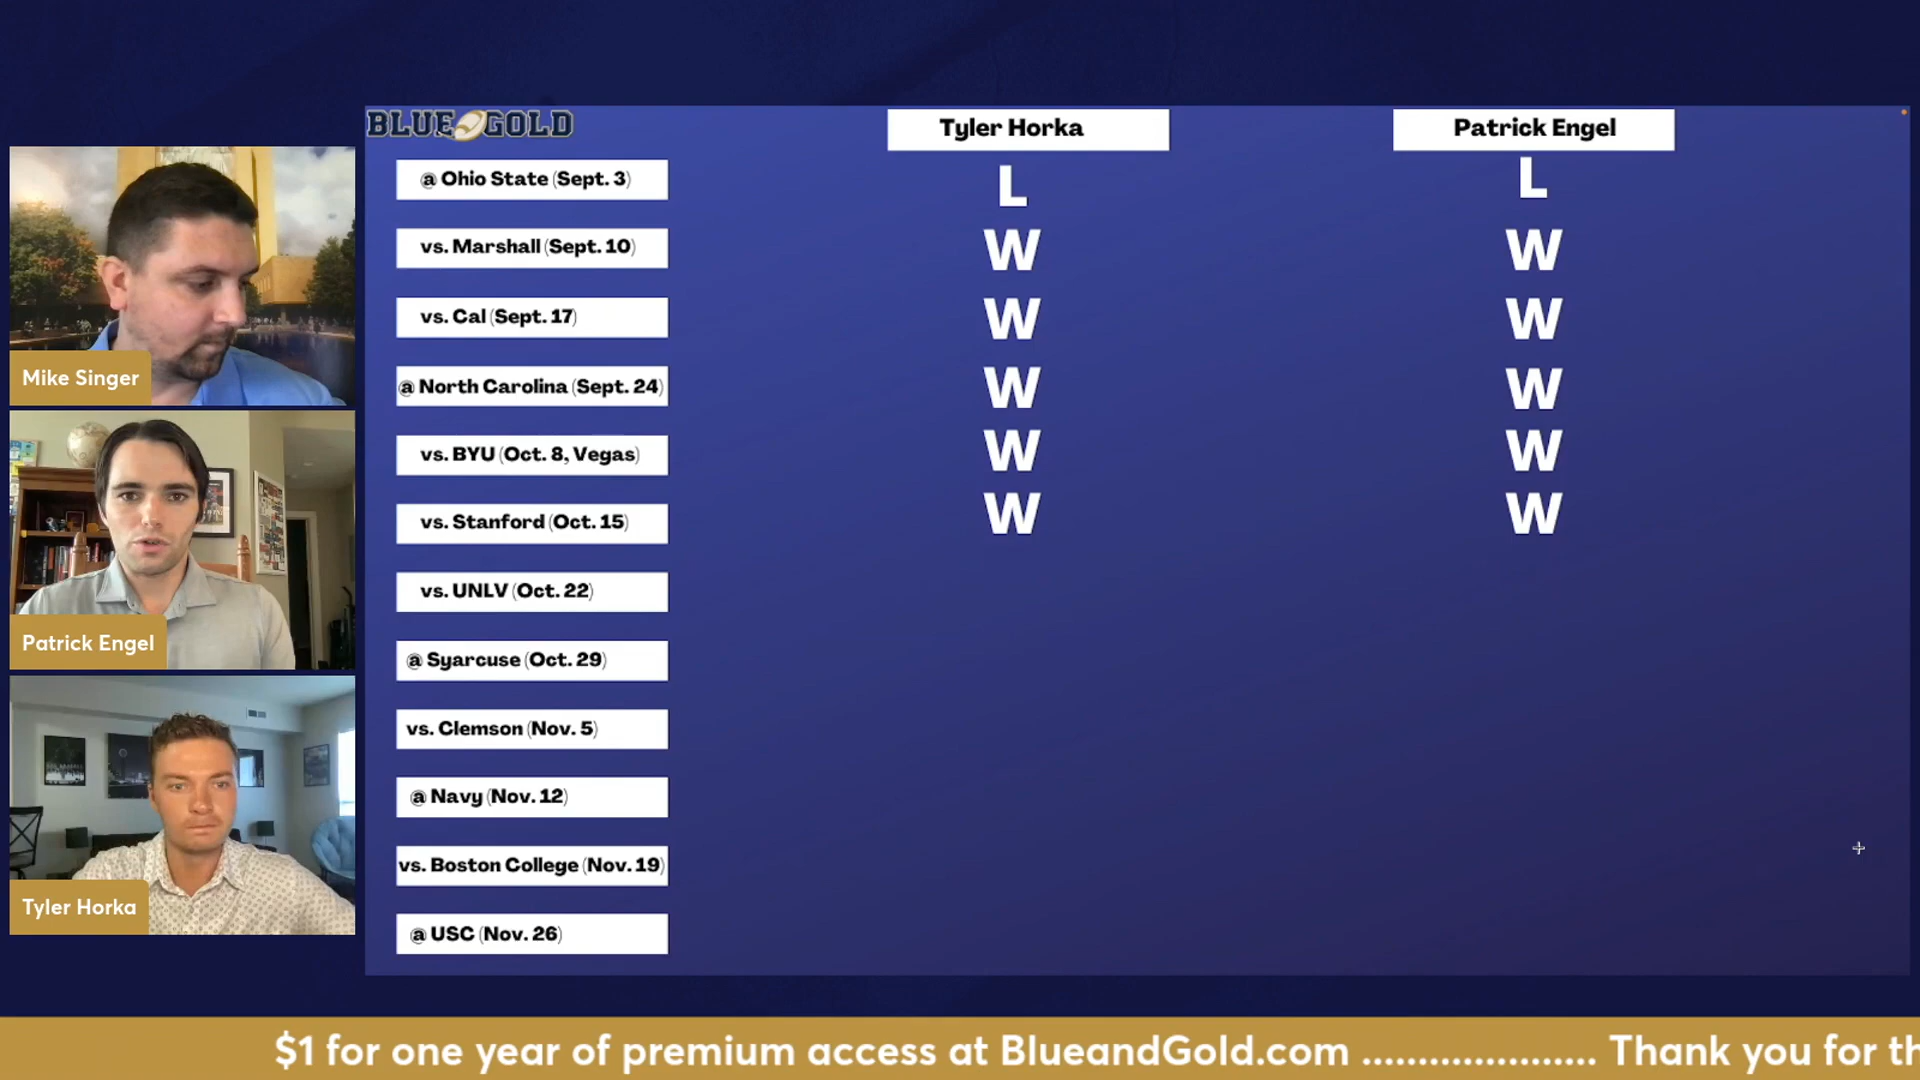 BLUE GOLD
Tyler Horka
Patrick Engel
@ Ohio State (Sept. 3)
L
L
vs. Marshall (Sept. 10)
W
W
vs. Cal (Sept. 17)
W
W
@ North Carolina (Sept. 24)
W
W
vs. BYU (Oct. 8, Vegas)
W
W
vs. Stanford (Oct. 15)
W
W
vs. UNLV (Oct. 22)
@ Syarcuse (Oct. 29)
vs. Clemson (Nov. 5)
@ Navy (Nov. 12)
vs. Boston College (Nov. 19)
@ USC (Nov. 26)
Mike Singer
Patrick Engel
Tyler Horka
$1 for one year of premium access at BlueandGold.com ..................... Thank you for th